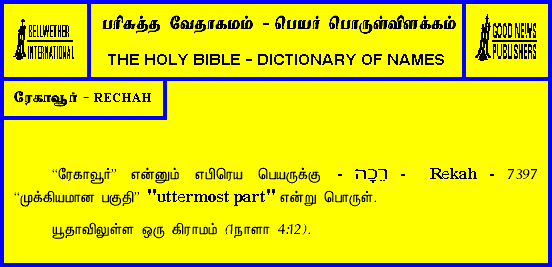 BELLWETHER
INTERNATIONAL
பரிசுத்த வேதாகமம் - பெயர் பொருள்விளக்கம்
THE HOLY BIBLE - DICTIONARY OF NAMES
GOOD NEWS
PUBLISHERS
ரேகாவூர் - RECHAH
“ரேகாவூர்” என்னும் எபிரெய பெயருக்கு - רֵכָה - Rekah - 7397
“முக்கியமான பகுதி” "uttermost part" என்று பொருள்.
யூதாவிலுள்ள ஒரு கிராமம் (1நாளா 4:12).